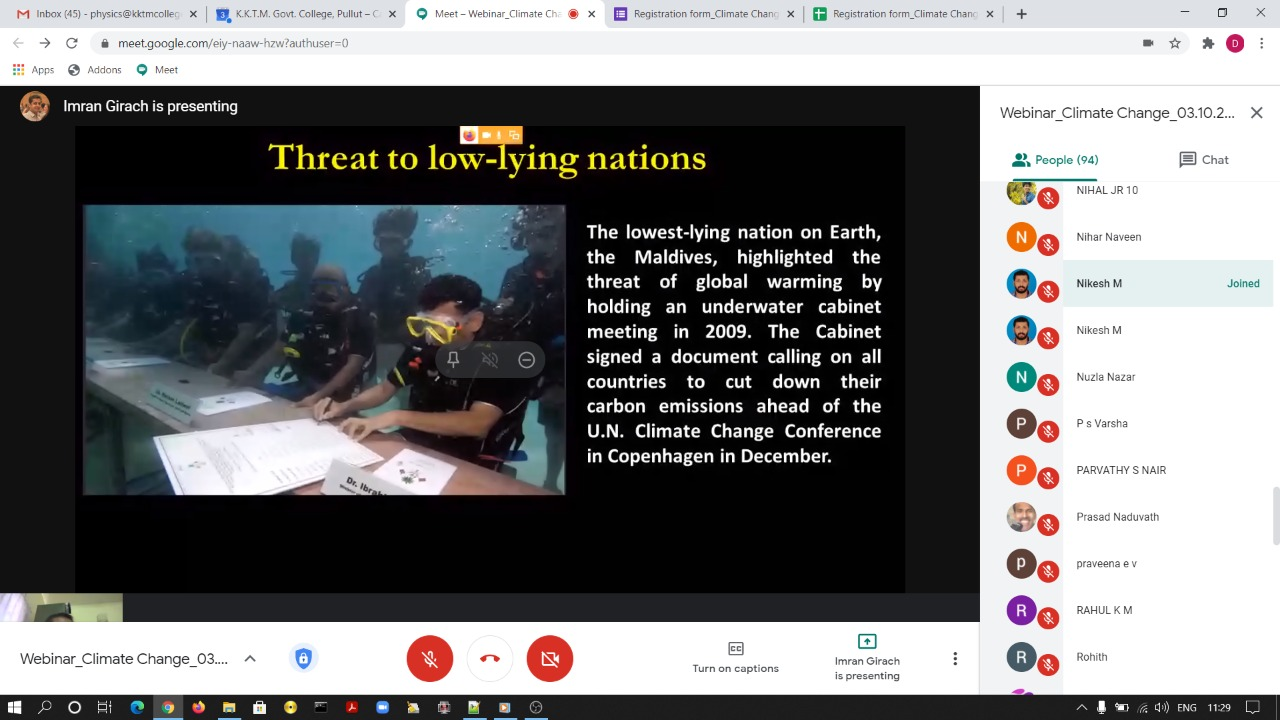 Inbox (45) - physics@kktmcolleg
K.K.T.M. Govt. College, Pullut - Ca
Meet – Webinar_Climate Cha
Registration form_Climate Chang
Registration form_Climate Chang
meet.google.com/eiy-naaw-hzw?authuser=0
D
Apps
Addons
Meet
Imran Girach is presenting
Threat to low-lying nations
The lowest-lying nation on Earth,
the Maldives, highlighted the
threat of global warming by
holding an underwater cabinet
meeting in 2009. The Cabinet
signed a document calling on all
countries to cut down their
carbon emissions ahead of the
U.N. Climate Change Conference
in Copenhagen in December.
Dr. Ibrahi
Webinar_Climate Change_03.10.2...
People (94)
Chat
NIHAL JR 10
N
Nihar Naveen
Nikesh M
Joined
Nikesh M
N
Nuzla Nazar
P
P s Varsha
P
PARVATHY S NAIR
Prasad Naduvath
p
praveena e v
R
RAHUL K M
R
Rohith
Webinar_Climate Change_03....
Turn on captions
Imran Girach
is presenting
ENG
11:29